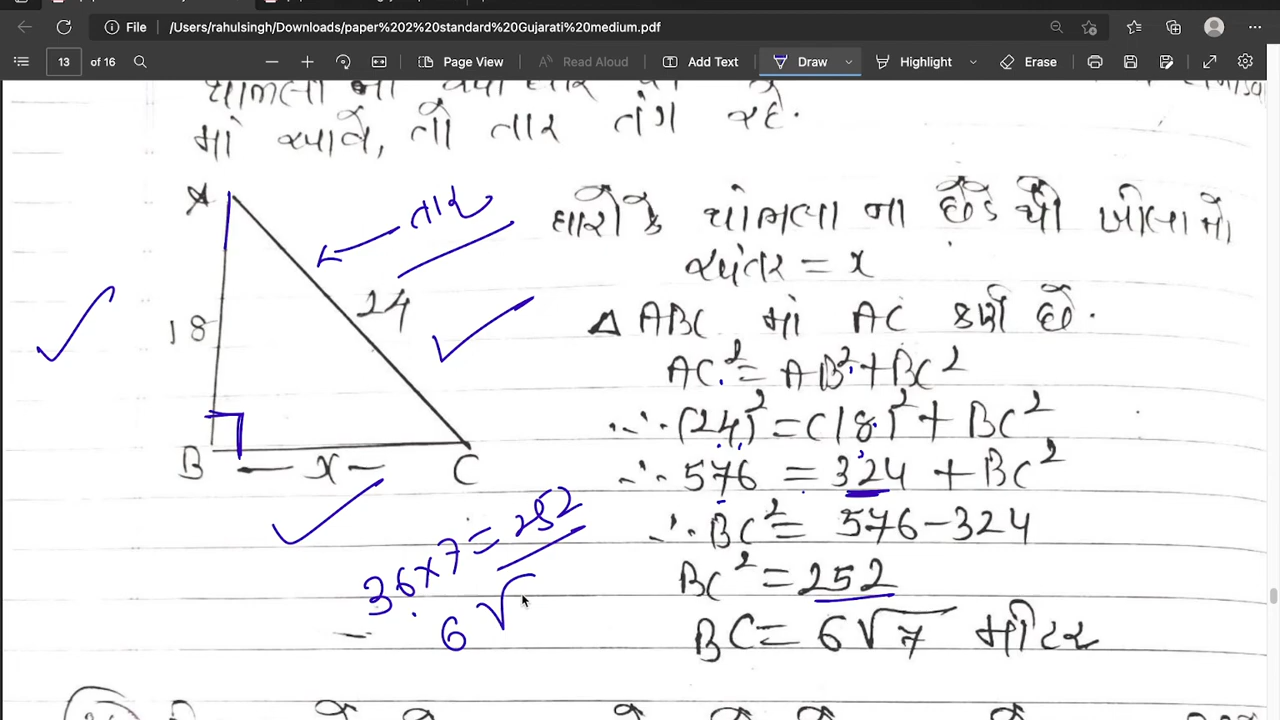 File /Users/rahulsingh/Downloads/paper%202%20standard%20Gujarati%20medium.pdf
13 of 16 Page View Read Aloud Add Text Draw Highlight Erase
માં આવે, તો તાર તંગ રહે.
A
તાર
18
24
B x C
36×7=252
6√
ધારો કે થાંભલા ના છેડે થી ખીલાનો
અંતર = x
Δ ABC માં AC કર્ણ છે.
AC² = AB² + BC²
∴ (24)² = (18)² + BC²
∴ 576 = 324 + BC²
∴ BC² = 576 - 324
BC² = 252
BC = 6√7 મીટર